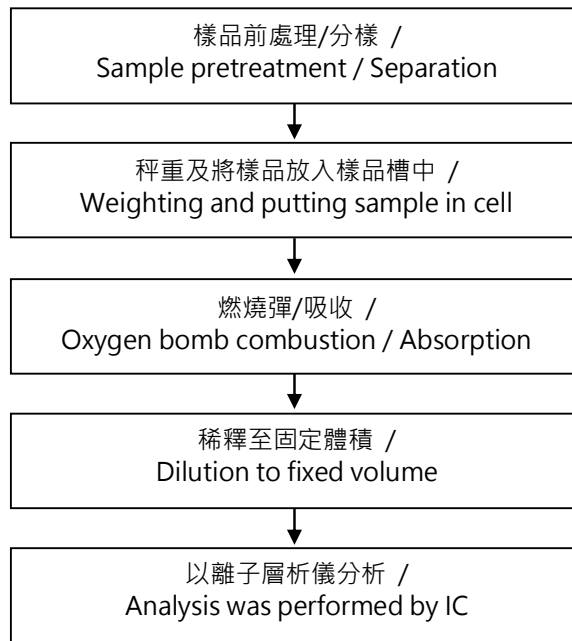 樣品前處理/分樣 /
Sample pretreatment / Separation
秤重及將樣品放入樣品槽中 /
Weighting and putting sample in cell
燃燒彈/吸收 /
Oxygen bomb combustion / Absorption
稀釋至固定體積 /
Dilution to fixed volume
以離子層析儀分析 /
Analysis was performed by IC